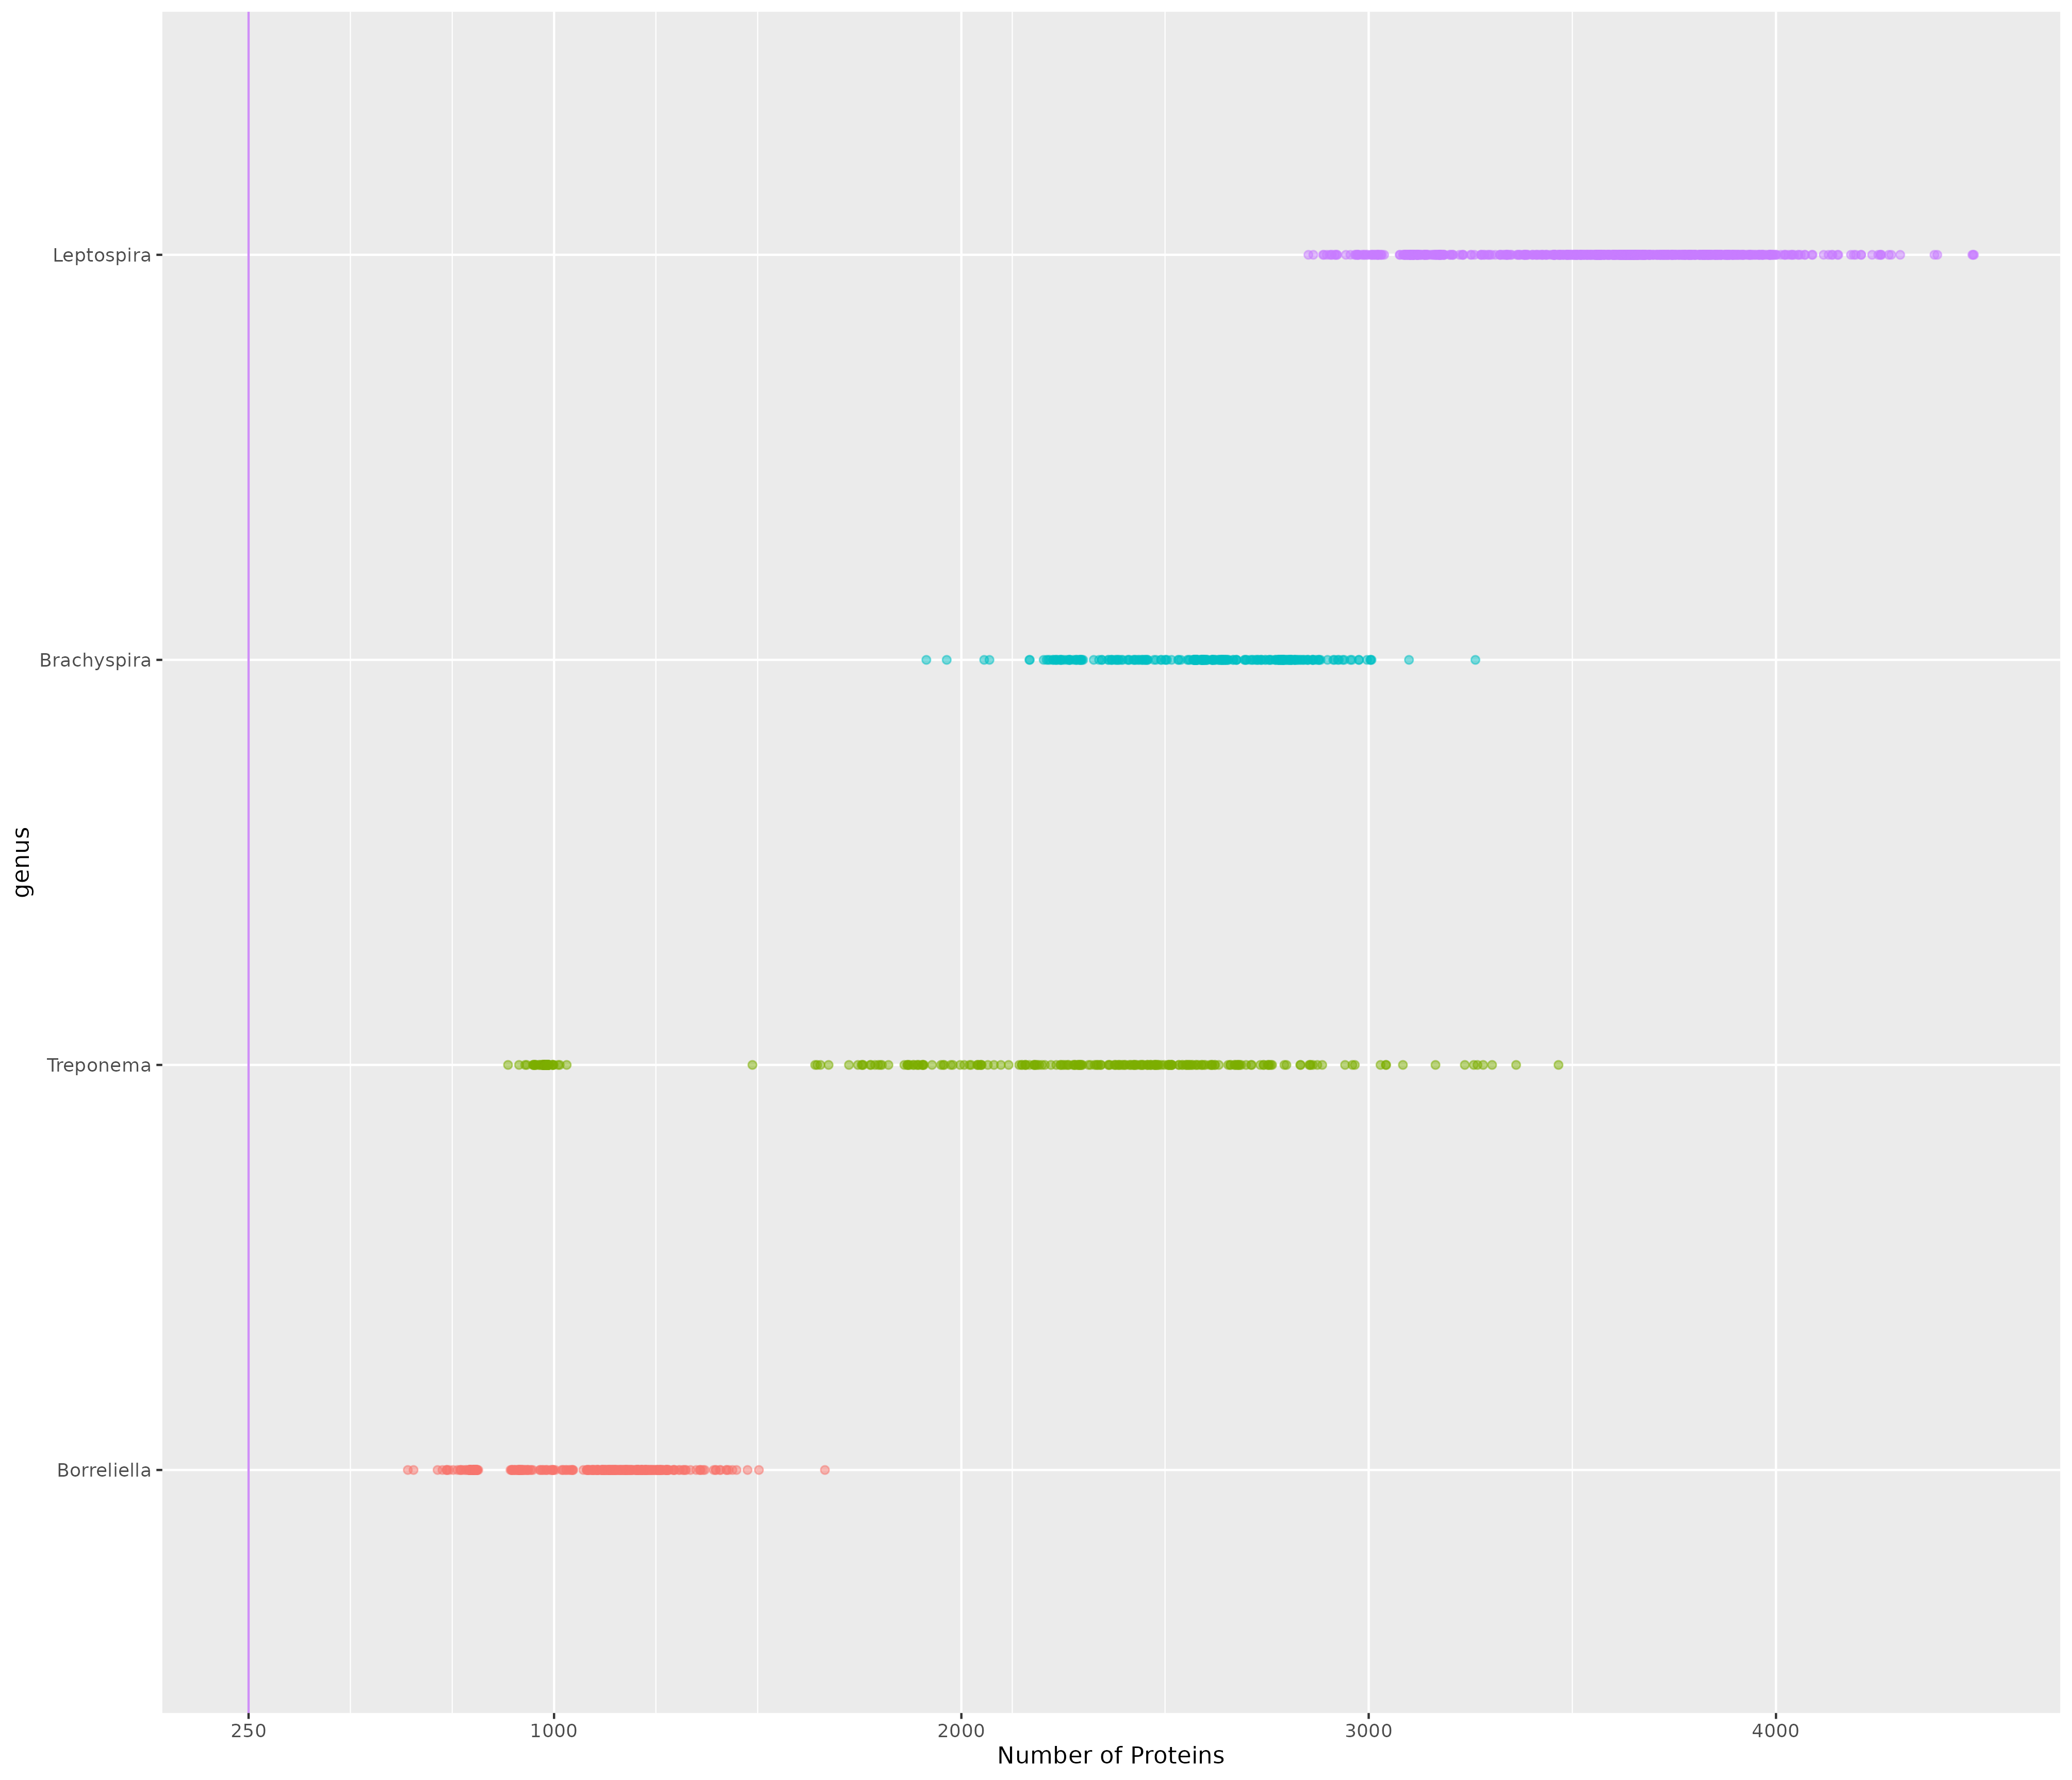 Leptospira
Brachyspira
genus
Treponema
Borreliella
250 1000 2000 3000 4000
Number of Proteins